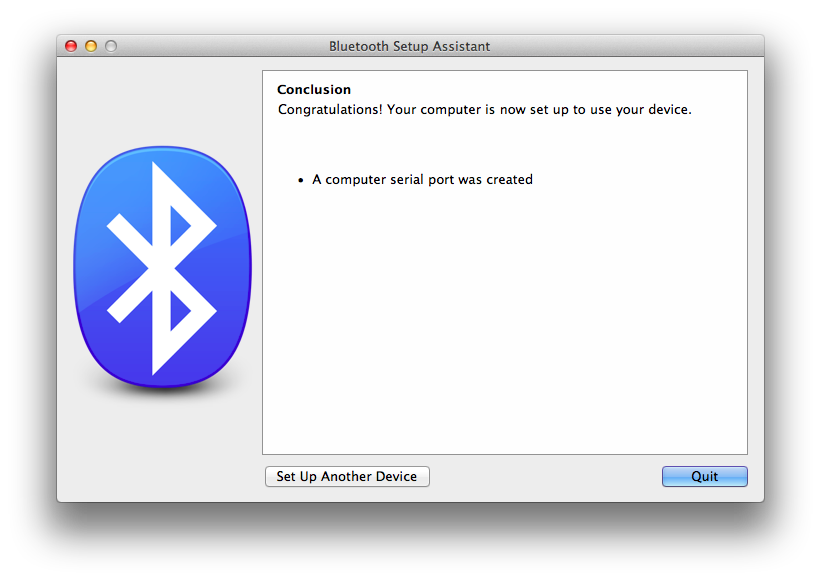 Bluetooth Setup Assistant
Conclusion
Congratulations! Your computer is now set up to use your device.
• A computer serial port was created
Set Up Another Device
Quit